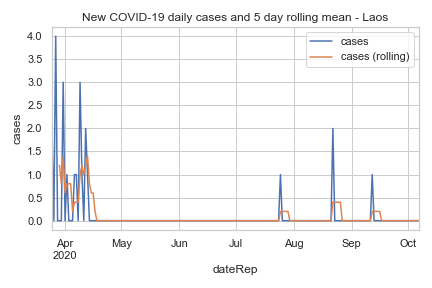 New COVID-19 daily cases and 5 day rolling mean - Laos
cases
cases (rolling)
4.0
3.5
3.0
2.5
2.0
1.5
1.0
0.5
0.0
cases
Apr May Jun Jul Aug Sep Oct
2020
dateRep